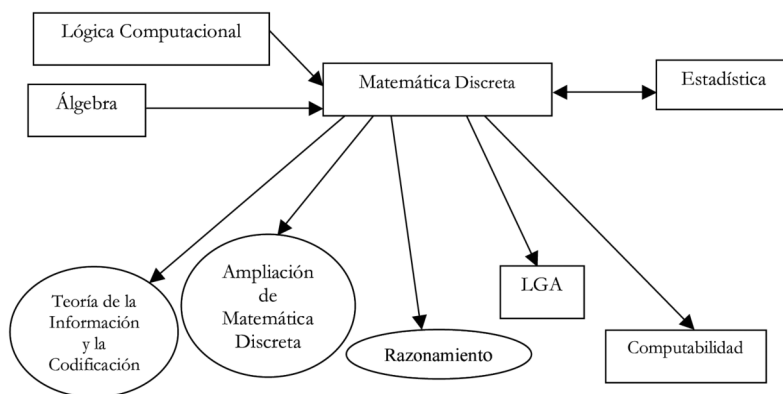 Lógica Computacional
Álgebra
Matemática Discreta
Estadística
Teoría de la
Información
y la
Codificación
Ampliación
de
Matemática
Discreta
Razonamiento
LGA
Computabilidad